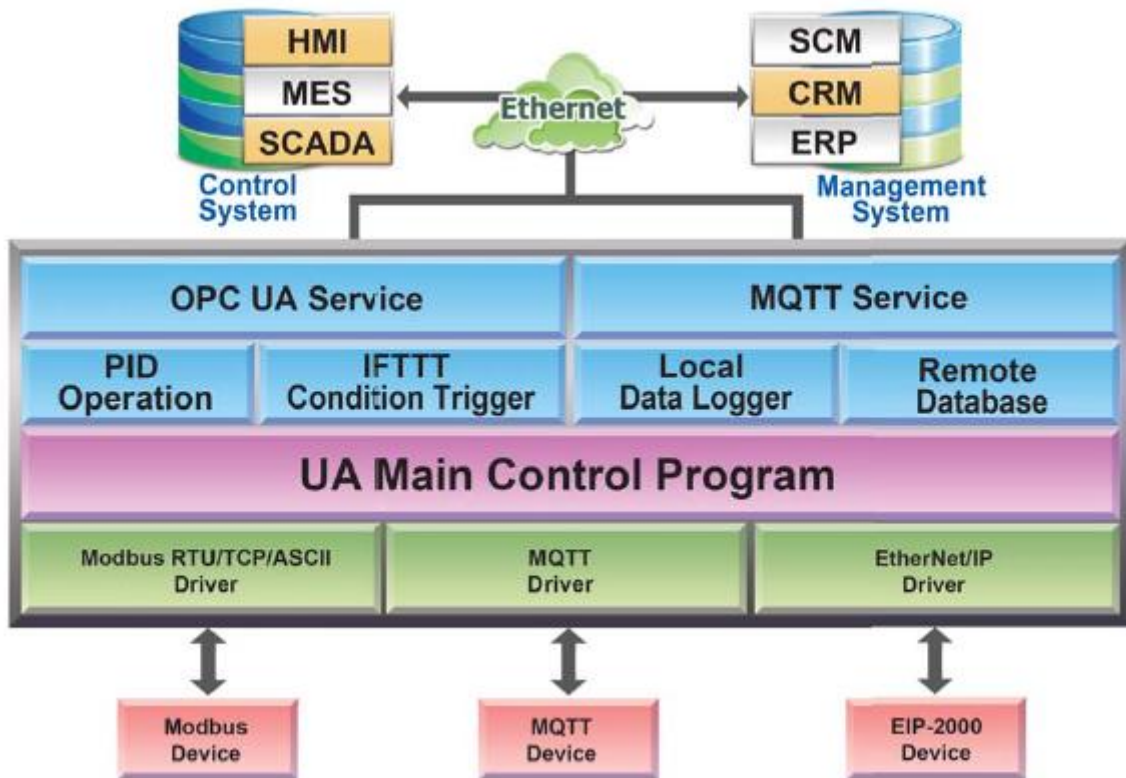 HMI
MES
SCADA
Control
System
Ethernet
SCM
CRM
ERP
Management
System
OPC UA Service
MQTT Service
PID
Operation
IFTTT
Condition Trigger
Local
Data Logger
Remote
Database
UA Main Control Program
Modbus RTU/TCP/ASCII
Driver
MQTT
Driver
EtherNet/IP
Driver
Modbus
Device
MQTT
Device
EIP-2000
Device